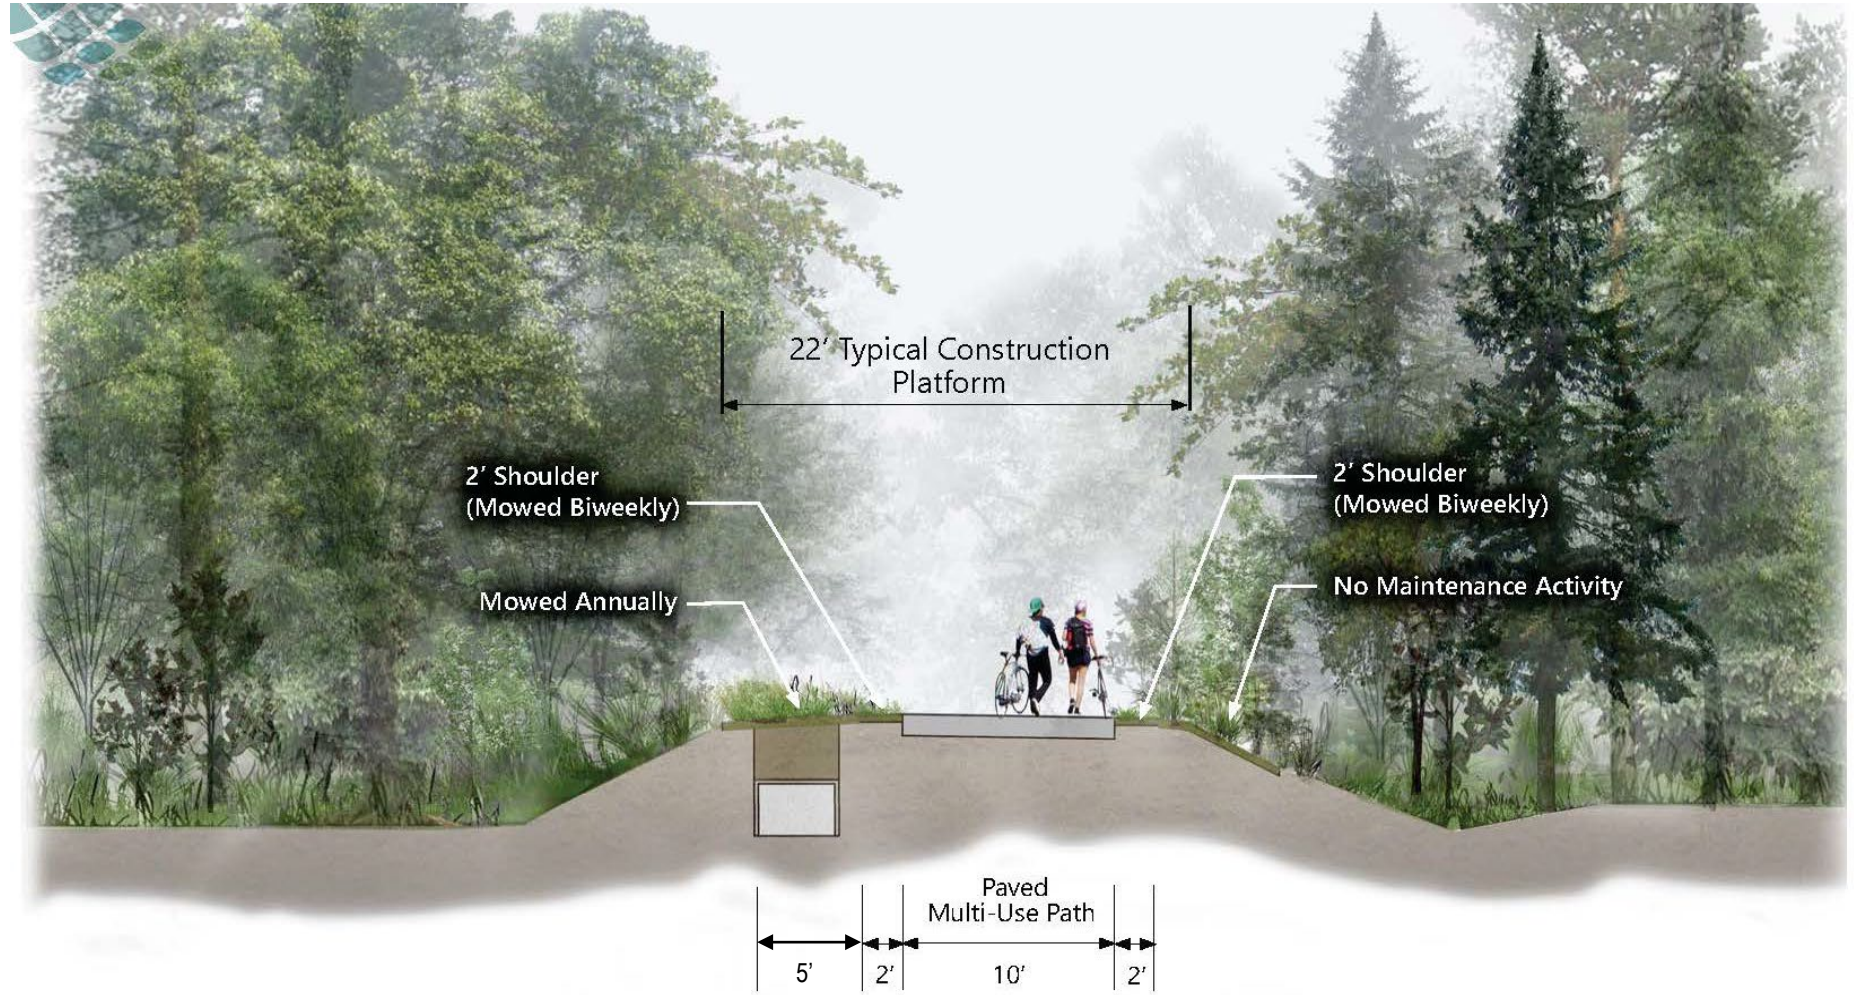 22' Typical Construction
Platform
2' Shoulder
(Mowed Biweekly)
2' Shoulder
(Mowed Biweekly)
Mowed Annually
No Maintenance Activity
Paved
Multi-Use Path
5' 2' 10' 2'